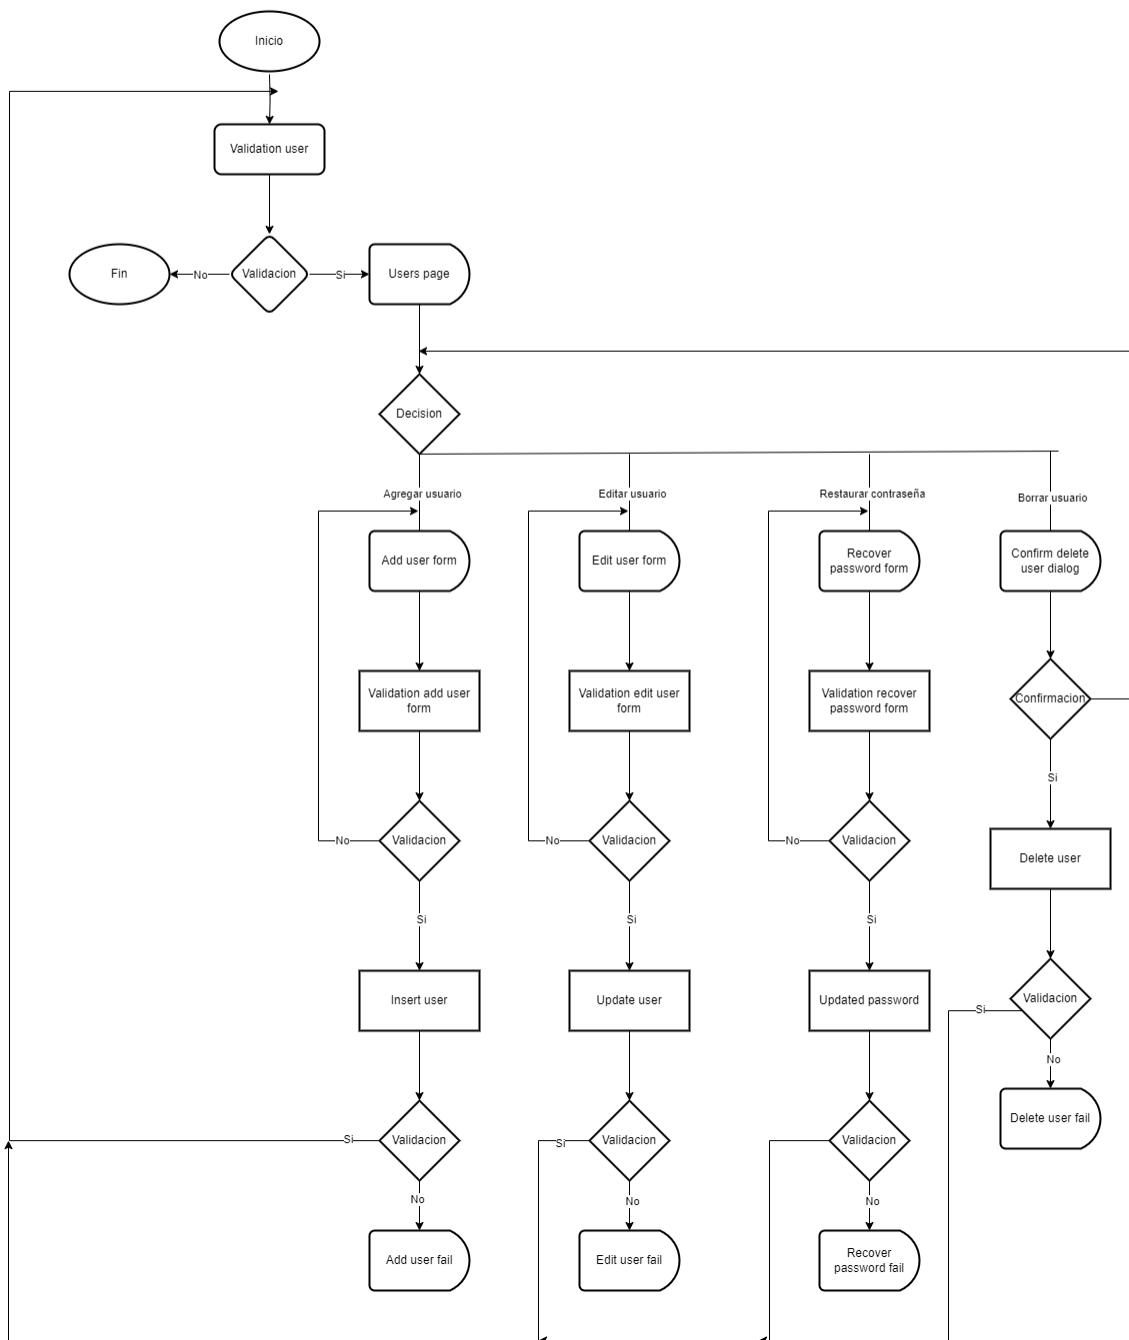 Inicio
Validation user
Fin
No
Validacion
Si
Users page
Decision
Agregar usuario
Editar usuario
Restaurar contraseña
Borrar usuario
Add user form
Edit user form
Recover
password form
Confirm delete
user dialog
Validation add user
form
Validation edit user
form
Validation recover
password form
Confirmacion
Si
No
Validacion
No
Validacion
No
Validacion
Delete user
Si
Si
Si
Insert user
Update user
Updated password
Si
Validacion
No
Delete user fail
Si
Validacion
Si
Validacion
Validacion
No
No
No
Add user fail
Edit user fail
Recover
password fail